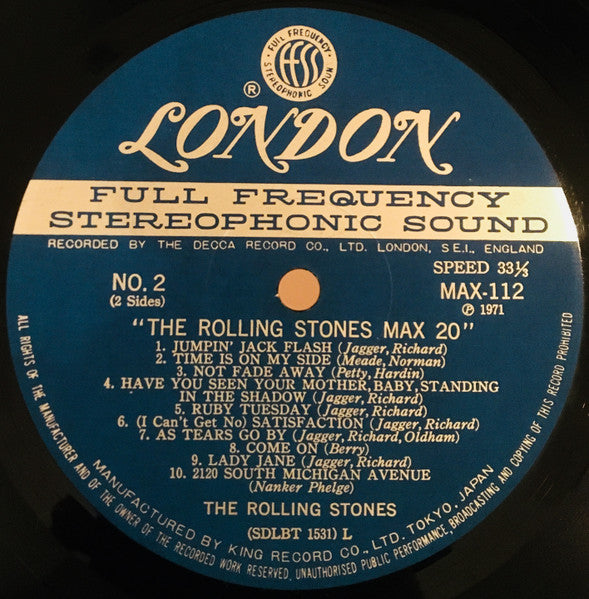 FULL FREQUENCY
ffss
STEREOPHONIC SOUN
®
LONDON
FULL FREQUENCY
STEREOPHONIC SOUND
RECORDED BY THE DECCA RECORD CO., LTD. LONDON, S.E.I., ENGLAND
NO. 2
(2 Sides)
SPEED 33⅓
MAX-112
℗ 1971
"THE ROLLING STONES MAX 20"
1. JUMPIN' JACK FLASH (Jagger, Richard)
2. TIME IS ON MY SIDE (Meade, Norman)
3. NOT FADE AWAY (Petty, Hardin)
4. HAVE YOU SEEN YOUR MOTHER, BABY, STANDING
IN THE SHADOW (Jagger, Richard)
5. RUBY TUESDAY (Jagger, Richard)
6. (I Can't Get No) SATISFACTION (Jagger, Richard)
7. AS TEARS GO BY (Jagger, Richard, Oldham)
8. COME ON (Berry)
9. LADY JANE (Jagger, Richard)
10. 2120 SOUTH MICHIGAN AVENUE
(Nanker Phelge)
THE ROLLING STONES
(SDLBT 1531) L
MANUFACTURED BY KING RECORD CO., LTD. TOKYO, JAPAN
ALL RIGHTS OF THE MANUFACTURER AND OF THE OWNER OF THE RECORDED WORK RESERVED, UNAUTHORISED PUBLIC PERFORMANCE, BROADCASTING AND COPYING OF THIS RECORD PROHIBITED